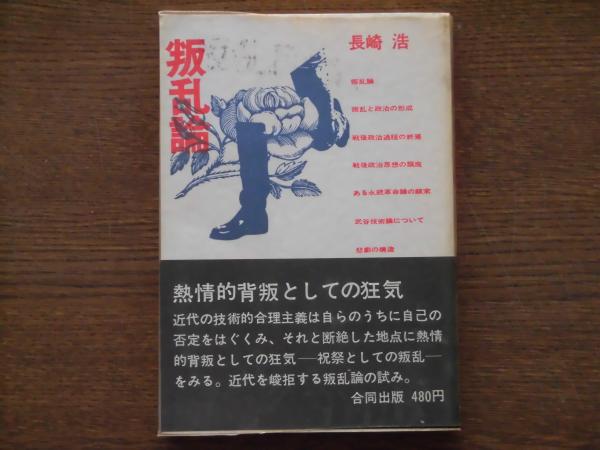 叛乱論
長崎 浩
叛乱論
叛乱と政治の形成
戦後政治過程の終焉
戦後政治思想の頽廃
ある永続革命論の顛末
武谷技術論について
悲劇の構造
熱情的背叛としての狂気
近代の技術的合理主義は自らのうちに自己の
否定をはぐくみ、それと断絶した地点に熱情
的背叛としての狂気―祝祭としての叛乱―
をみる。近代を峻拒する叛乱論の試み。
合同出版 480円